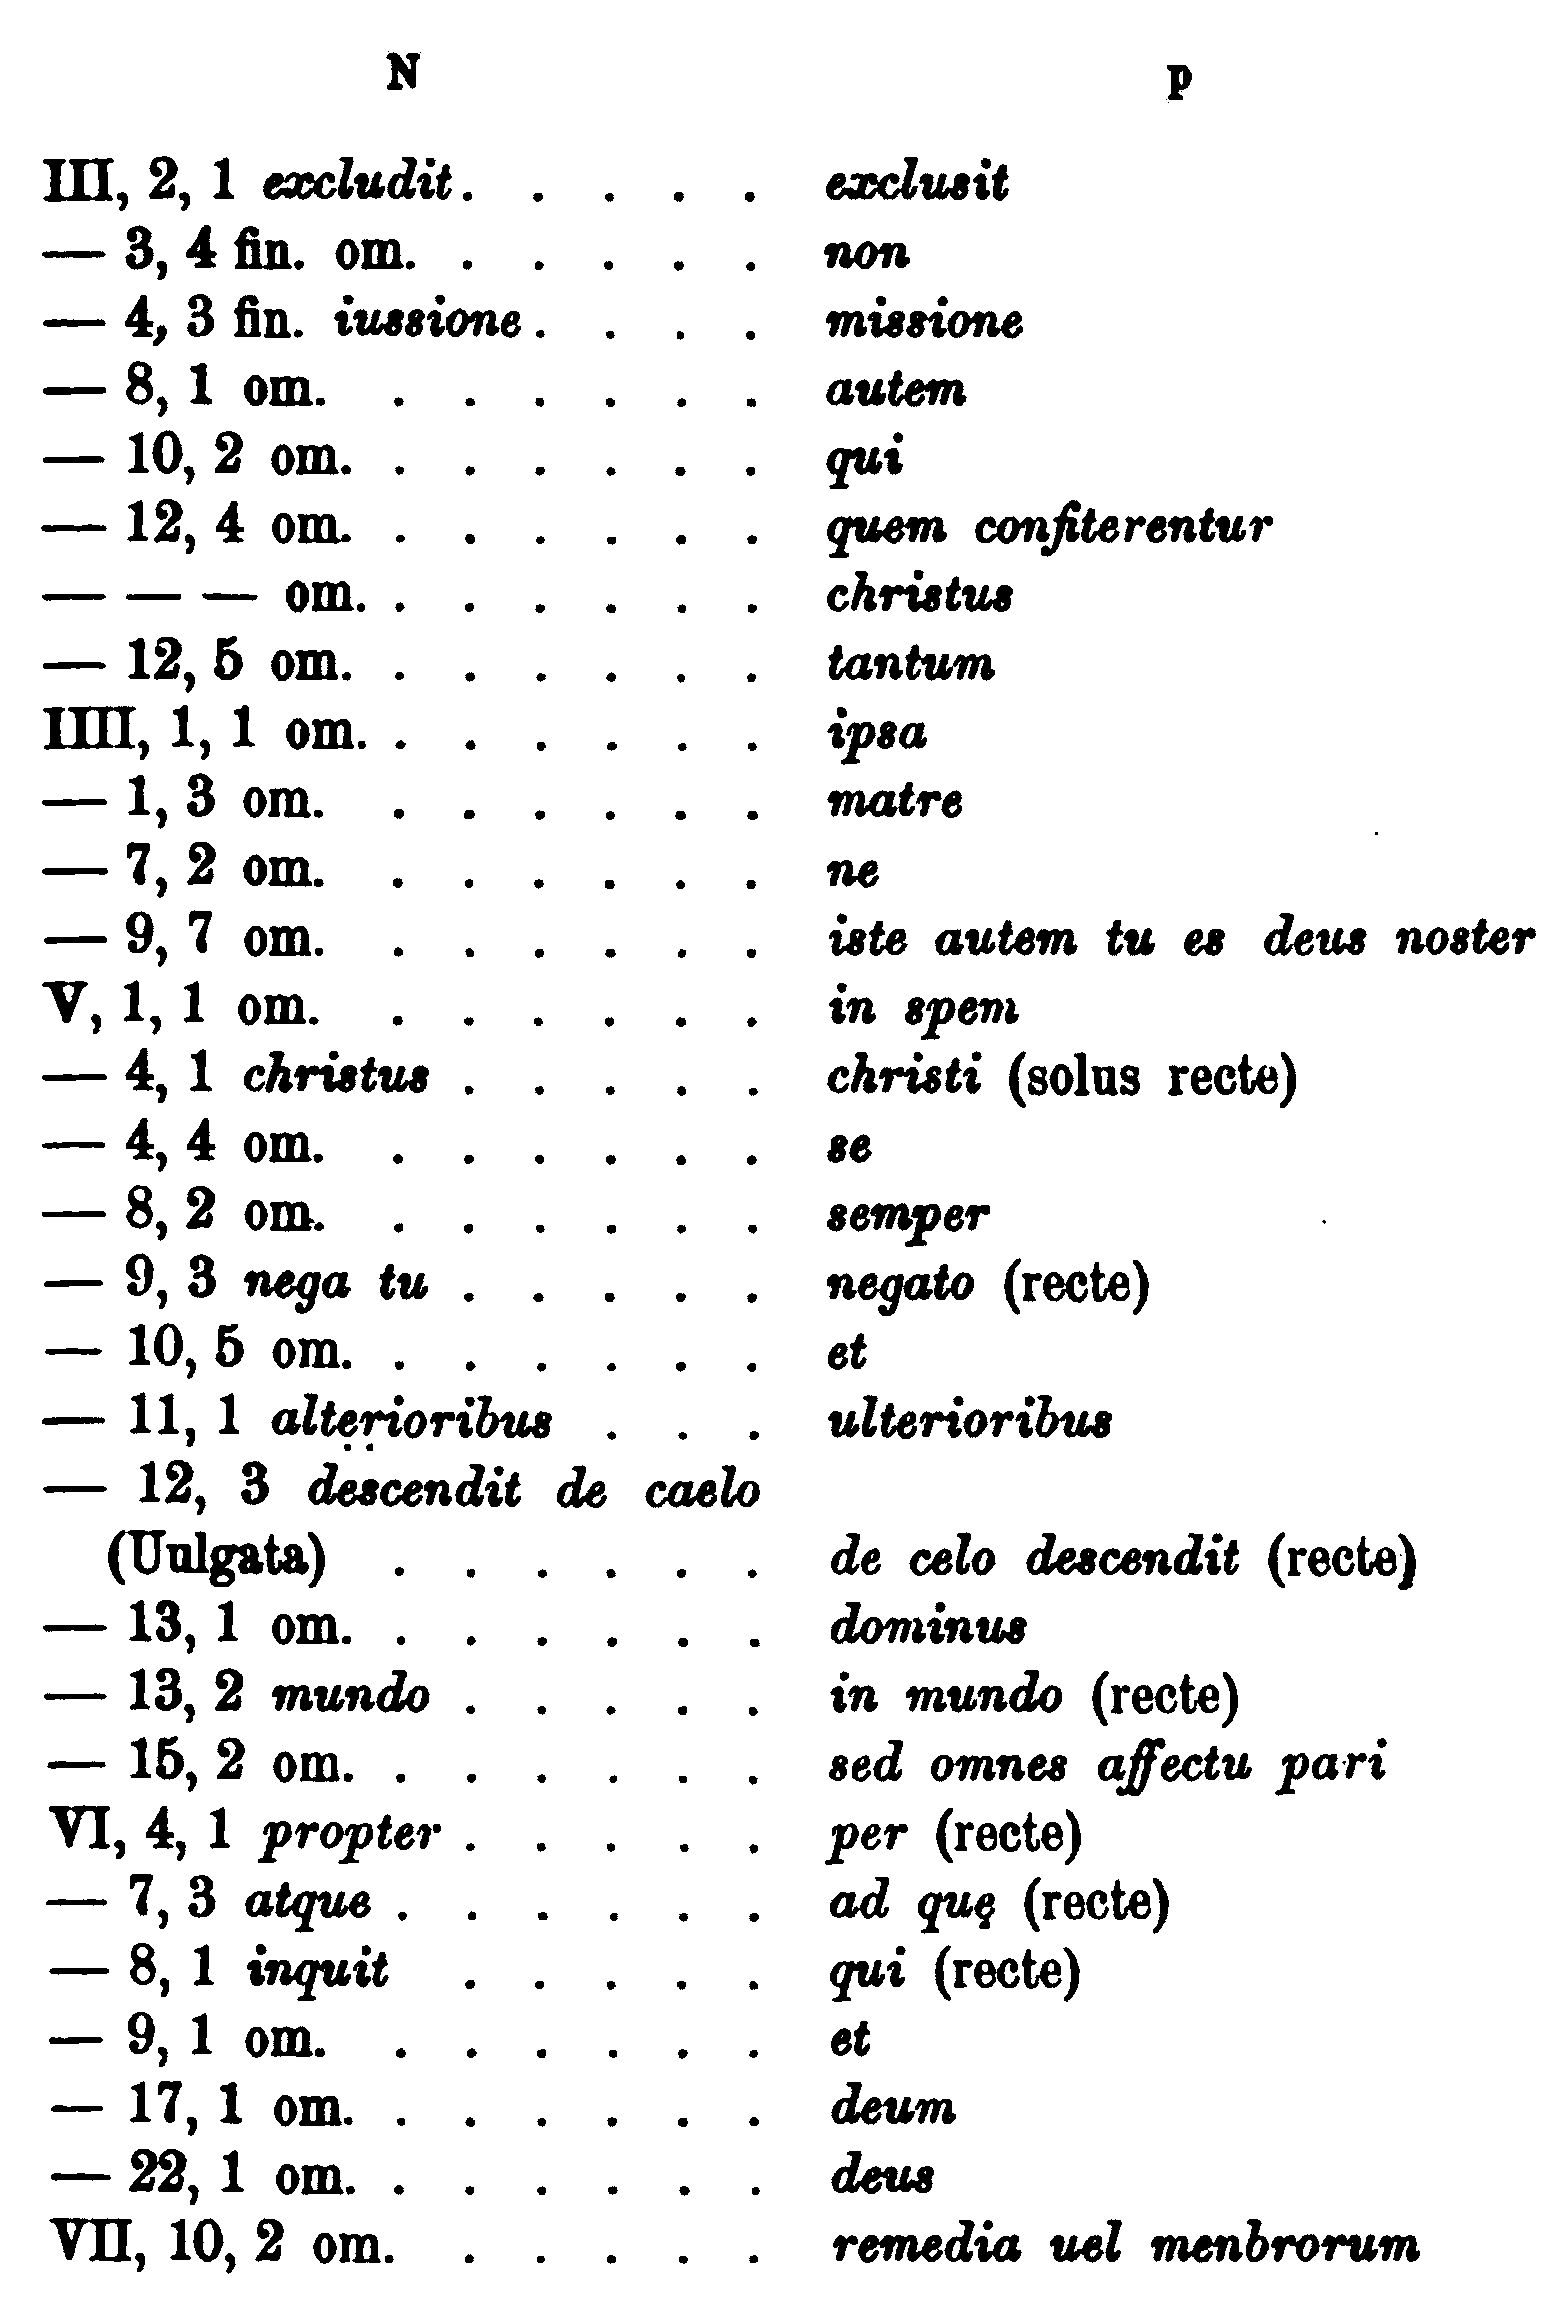 N p
III, 2, 1 excludit. . . . . exclusit
— 3, 4 fin. om. . . . . . non
— 4, 3 fin. iussione . . . . missione
— 8, 1 om. . . . . . . autem
— 10, 2 om. . . . . . . qui
— 12, 4 om. . . . . . . quem confiterentur
— — — om. . . . . . . christus
— 12, 5 om. . . . . . . tantum
IIII, 1, 1 om. . . . . . . ipsa
— 1, 3 om. . . . . . . matre
— 7, 2 om. . . . . . . ne
— 9, 7 om. . . . . . . iste autem tu es deus noster
V, 1, 1 om. . . . . . . in spem
— 4, 1 christus . . . . . christi (solus recte)
— 4, 4 om. . . . . . . se
— 8, 2 om. . . . . . . semper
— 9, 3 nega tu . . . . . negato (recte)
— 10, 5 om. . . . . . . et
— 11, 1 altẹṛioribus . . . ulterioribus
— 12, 3 descendit de caelo
(Uulgata) . . . . . . de celo descendit (recte)
— 13, 1 om. . . . . . . dominus
— 13, 2 mundo . . . . . in mundo (recte)
— 15, 2 om. . . . . . . sed omnes affectu pari
VI, 4, 1 propter . . . . . per (recte)
— 7, 3 atque . . . . . . ad quę (recte)
— 8, 1 inquit . . . . . qui (recte)
— 9, 1 om. . . . . . . et
— 17, 1 om. . . . . . . deum
— 22, 1 om. . . . . . . deus
VII, 10, 2 om. . . . . . remedia uel menbrorum